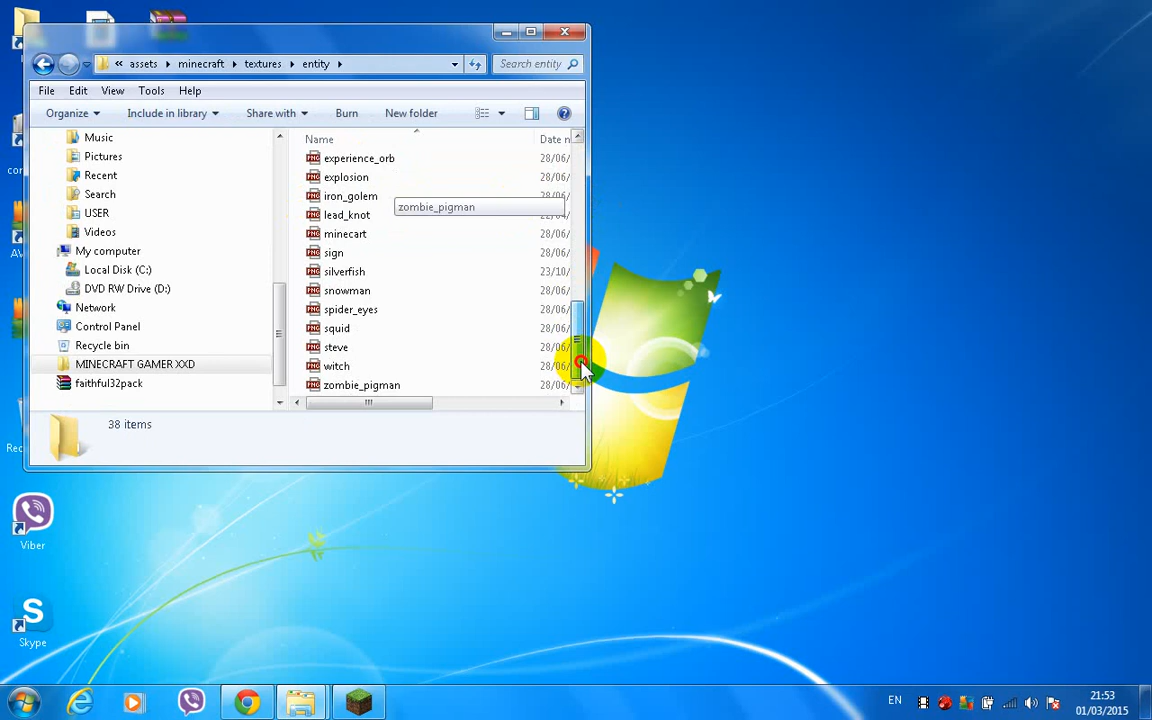 « assets minecraft textures entity
Search entity
File Edit View Tools Help
Organize Include in library Share with Burn New folder
Music
Pictures
Recent
Search
USER
Videos
My computer
Local Disk (C:)
DVD RW Drive (D:)
Network
Control Panel
Recycle bin
MINECRAFT GAMER XXD
faithful32pack
Name Date n
experience_orb 28/06/
explosion 28/06/
iron_golem 28/06/
zombie_pigman
lead_knot
minecart 28/06/
sign 28/06/
silverfish 23/10/
snowman 28/06/
spider_eyes 28/06/
squid 28/06/
steve 28/06/
witch 28/06/
zombie_pigman 28/06/
38 items
Viber
Skype
EN
21:53
01/03/2015